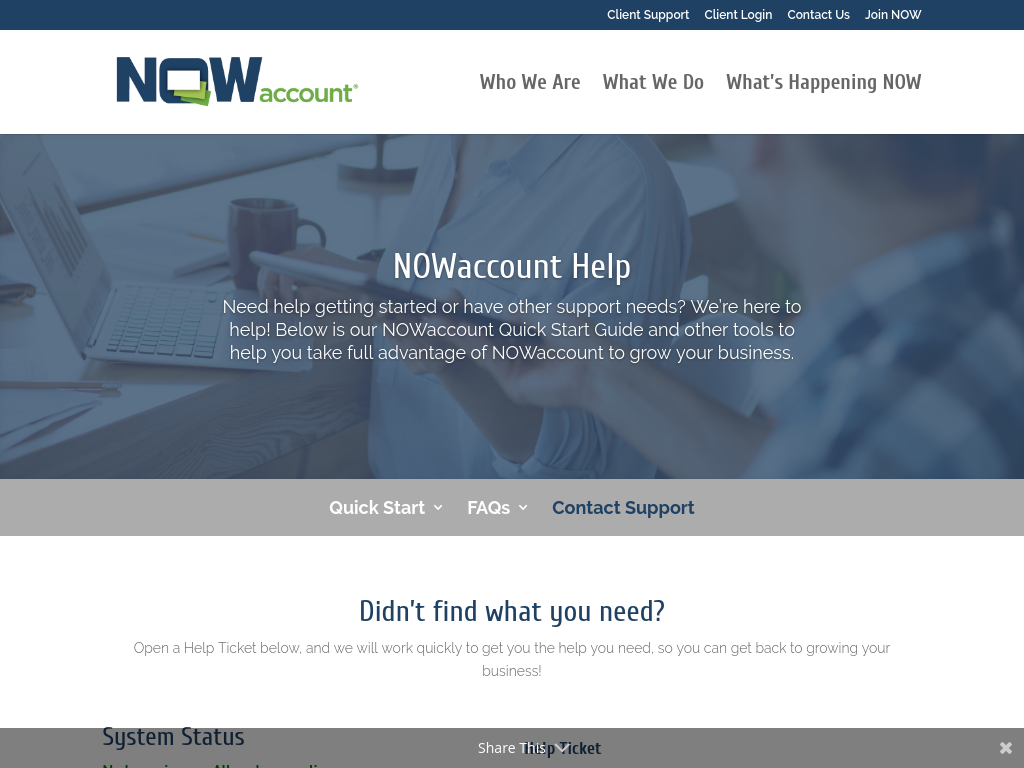 Client Support Client Login Contact Us Join NOW
NOWaccount®
Who We Are What We Do What's Happening NOW
NOWaccount Help
Need help getting started or have other support needs? We're here to
help! Below is our NOWaccount Quick Start Guide and other tools to
help you take full advantage of NOWaccount to grow your business.
Quick Start FAQs Contact Support
Didn't find what you need?
Open a Help Ticket below, and we will work quickly to get you the help you need, so you can get back to growing your
business!
System Status
Share This
Help Ticket